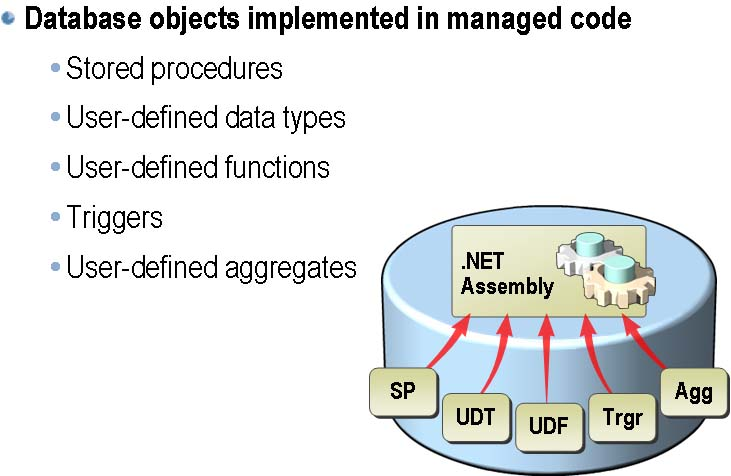 Database objects implemented in managed code
Stored procedures
User-defined data types
User-defined functions
Triggers
User-defined aggregates
.NET
Assembly
SP
UDT
UDF
Trgr
Agg